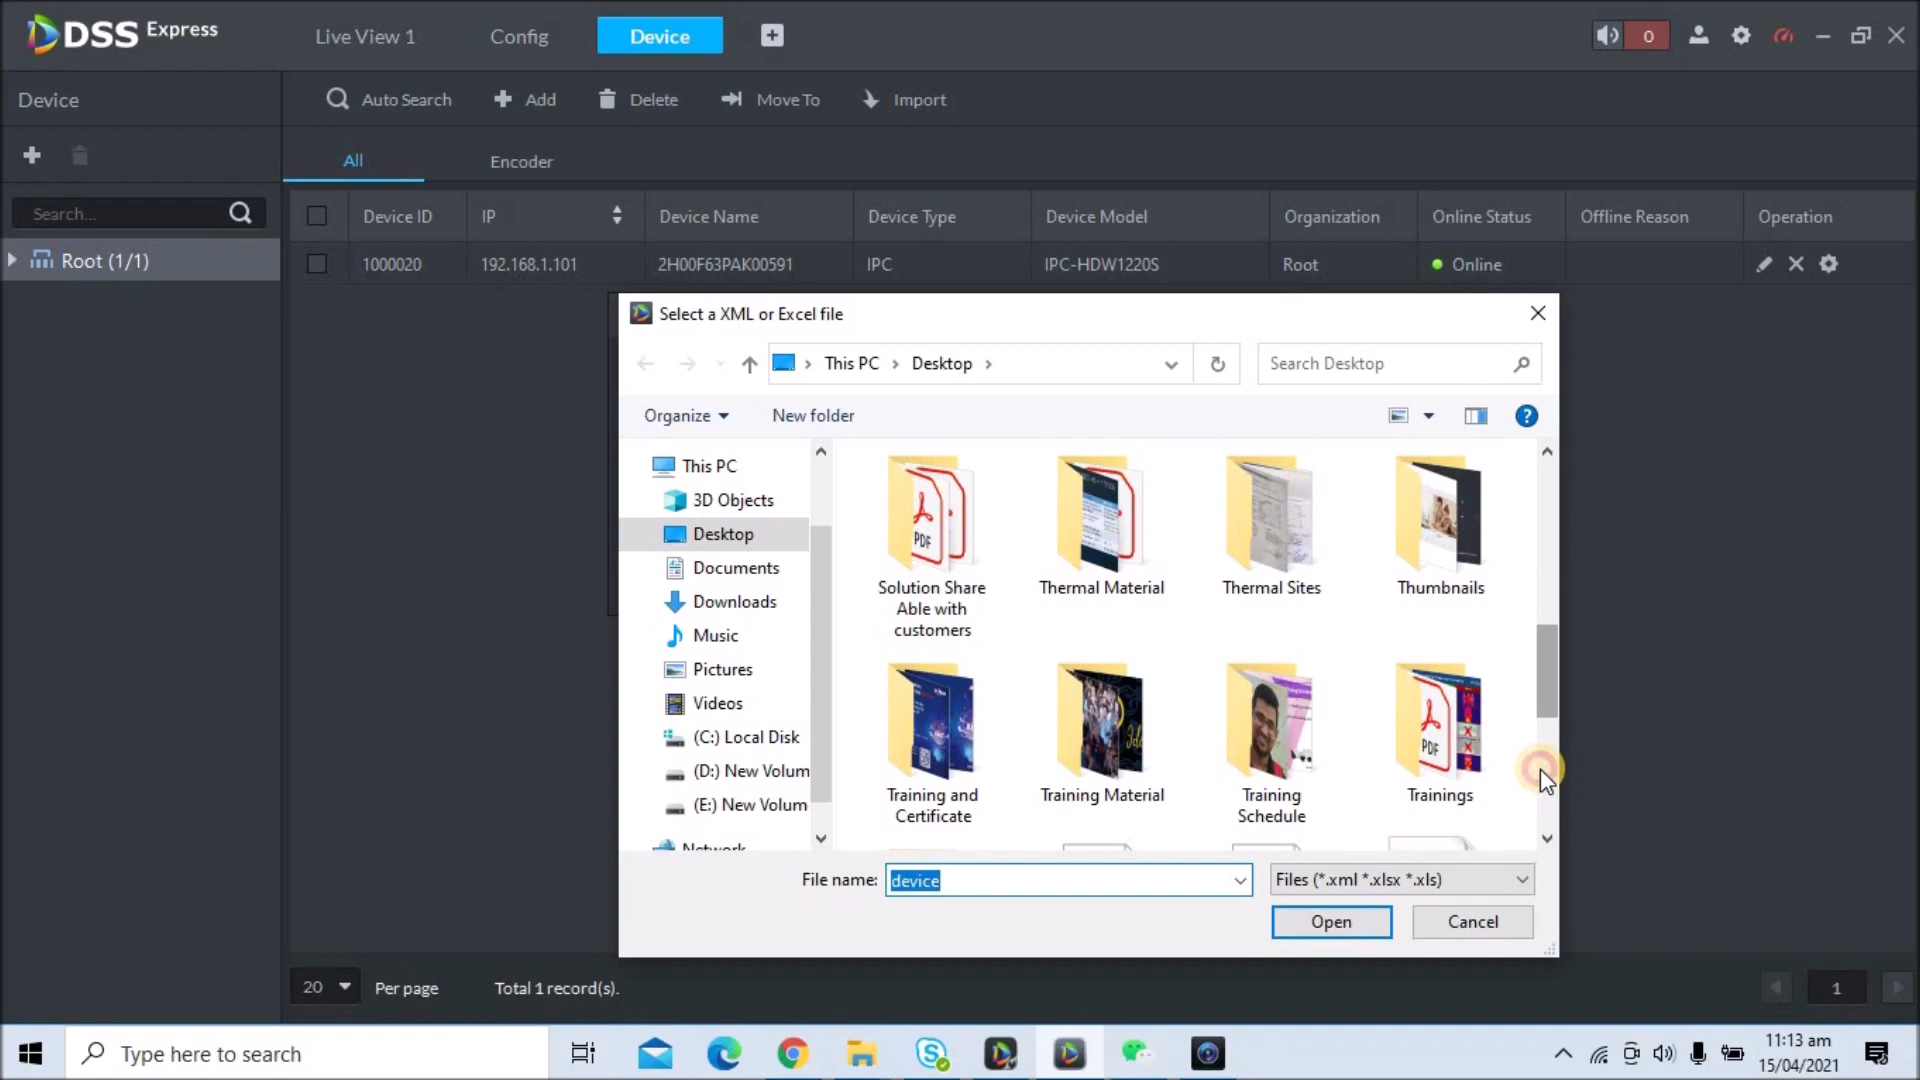 DSS Express
Live View 1
Config
Device
0
Device
Auto Search
Add
Delete
Move To
Import
All
Encoder
Search...
Device ID
IP
Device Name
Device Type
Device Model
Organization
Online Status
Offline Reason
Operation
Root (1/1)
1000020
192.168.1.101
2H00F63PAK00591
IPC
IPC-HDW1220S
Root
Online
Select a XML or Excel file
This PC
Desktop
Search Desktop
Organize
New folder
This PC
3D Objects
Desktop
Documents
Downloads
Music
Pictures
Videos
(C:) Local Disk
(D:) New Volum
(E:) New Volum
Network
Solution Share
Able with
customers
Thermal Material
Thermal Sites
Thumbnails
PDF
Training and
Certificate
Training Material
Training
Schedule
Trainings
PDF
File name:
device
Files (*.xml *.xlsx *.xls)
Open
Cancel
20
Per page
Total 1 record(s).
1
Type here to search
11:13 am
15/04/2021